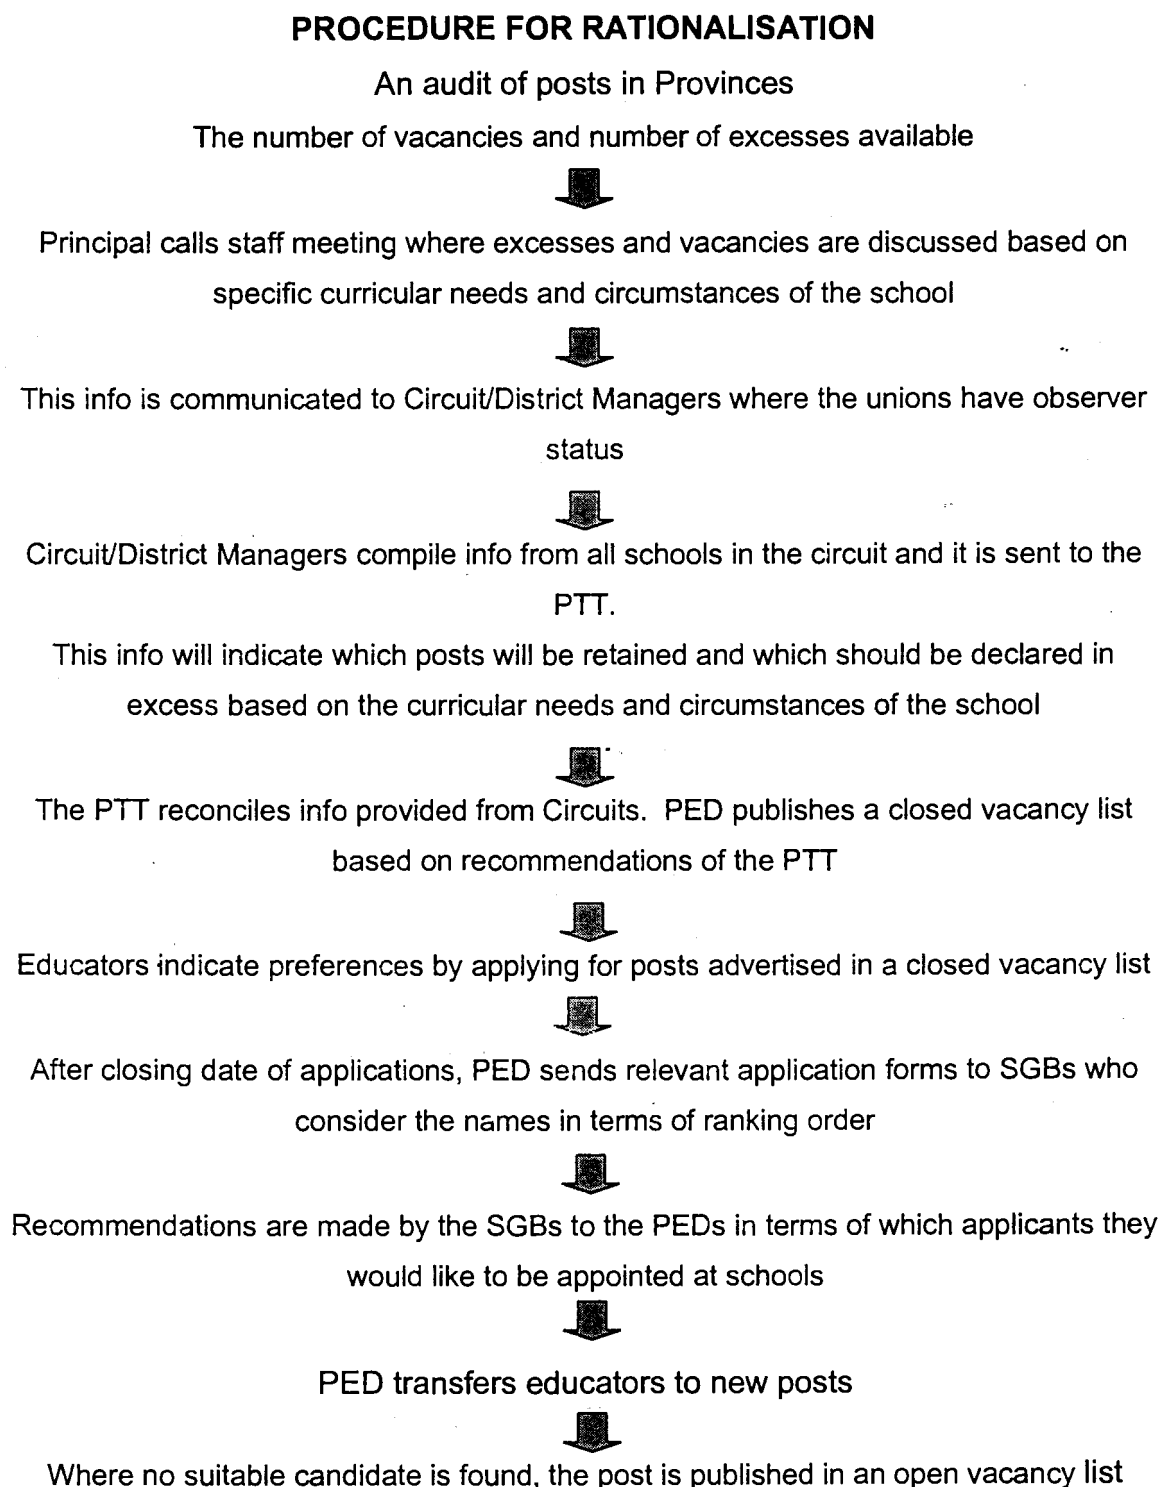 PROCEDURE FOR RATIONALISATION
An audit of posts in Provinces
The number of vacancies and number of excesses available
Principal calls staff meeting where excesses and vacancies are discussed based on
specific curricular needs and circumstances of the school
This info is communicated to Circuit/District Managers where the unions have observer
status
Circuit/District Managers compile info from all schools in the circuit and it is sent to the
PTT.
This info will indicate which posts will be retained and which should be declared in
excess based on the curricular needs and circumstances of the school
The PTT reconciles info provided from Circuits. PED publishes a closed vacancy list
based on recommendations of the PTT
Educators indicate preferences by applying for posts advertised in a closed vacancy list
After closing date of applications, PED sends relevant application forms to SGBs who
consider the names in terms of ranking order
Recommendations are made by the SGBs to the PEDs in terms of which applicants they
would like to be appointed at schools
PED transfers educators to new posts
Where no suitable candidate is found, the post is published in an open vacancy list